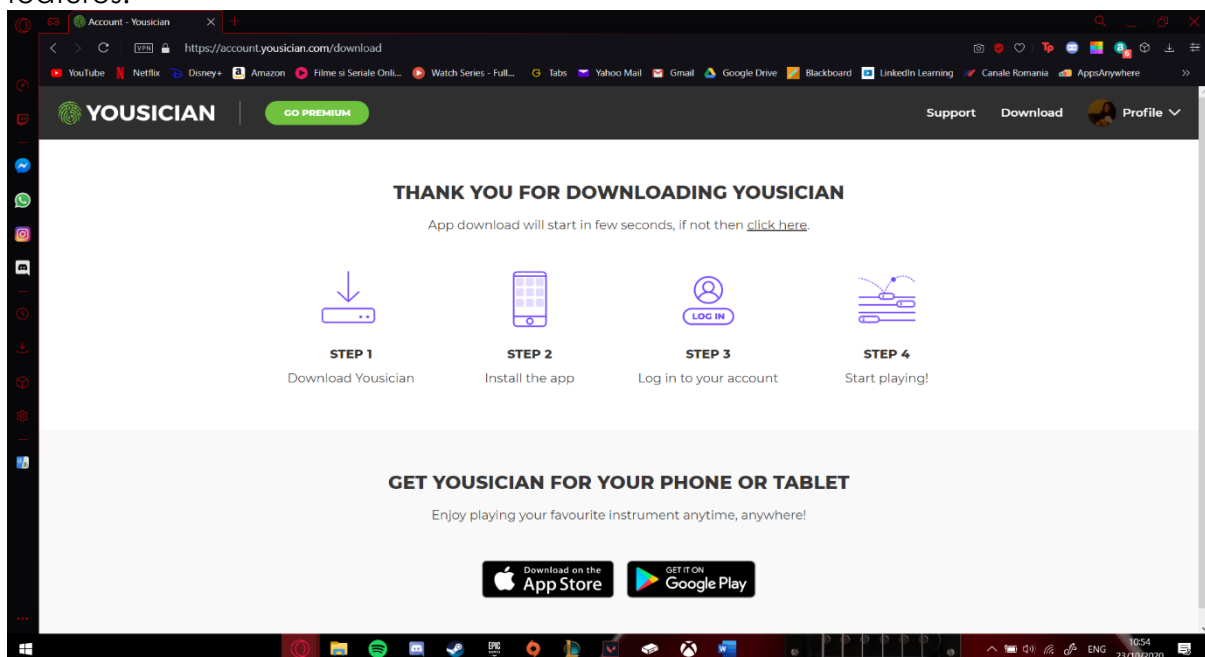 features.
Account - Yousician
VPN https://account.yousician.com/download
YouTube Netflix Disney+ Amazon Filme si Seriale Onli... Watch Series - Full... Tabs Yahoo Mail Gmail Google Drive Blackboard LinkedIn Learning Canale Romania AppsAnywhere
YOUSICIAN GO PREMIUM Support Download Profile
THANK YOU FOR DOWNLOADING YOUSICIAN
App download will start in few seconds, if not then click here.
LOG IN
STEP 1 STEP 2 STEP 3 STEP 4
Download Yousician Install the app Log in to your account Start playing!
GET YOUSICIAN FOR YOUR PHONE OR TABLET
Enjoy playing your favourite instrument anytime, anywhere!
Download on the GET IT ON
App Store Google Play
ENG 10:54
23/10/2020